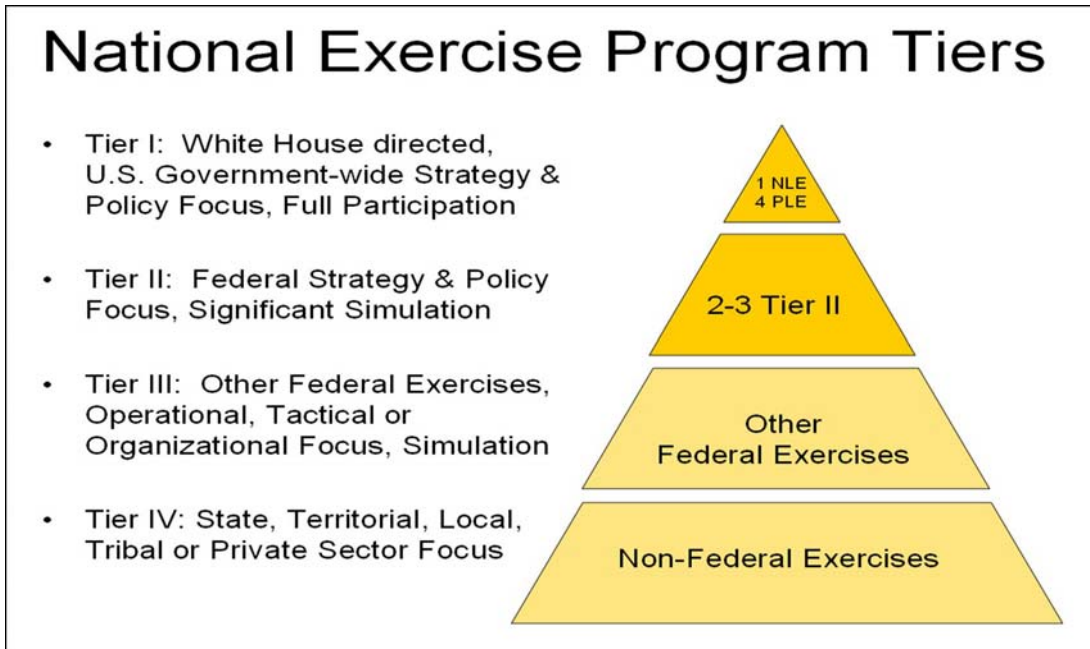 National Exercise Program Tiers
• Tier I: White House directed,
U.S. Government-wide Strategy &
Policy Focus, Full Participation
• Tier II: Federal Strategy & Policy
Focus, Significant Simulation
• Tier III: Other Federal Exercises,
Operational, Tactical or
Organizational Focus, Simulation
• Tier IV: State, Territorial, Local,
Tribal or Private Sector Focus
1 NLE
4 PLE
2-3 Tier II
Other
Federal Exercises
Non-Federal Exercises